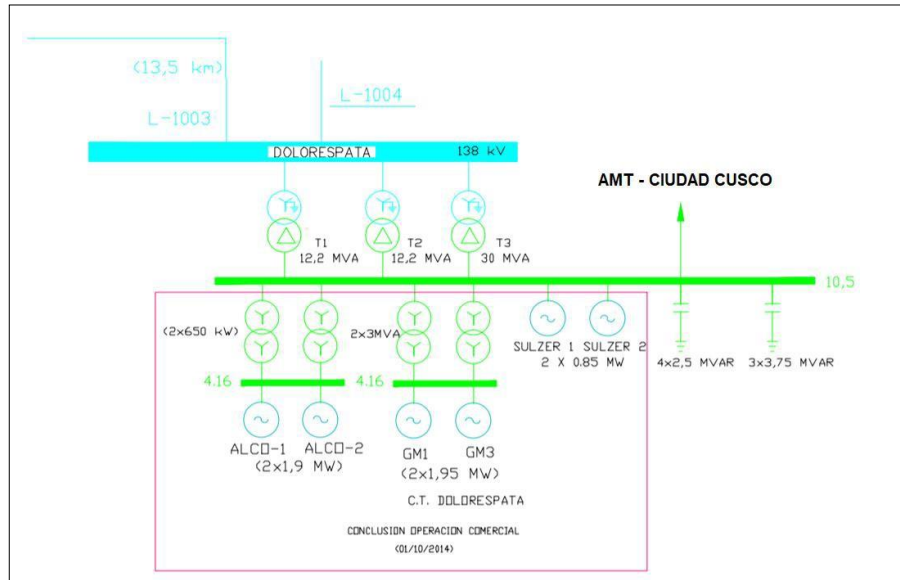 (13,5 km)
L-1004
L-1003
DOLORESPATA 138 kV
AMT - CIUDAD CUSCO
T1
12,2 MVA
T2
12,2 MVA
T3
30 MVA
10,5
(2x650 kW)
2x3MVA
SULZER 1 SULZER 2
2 X 0.85 MW
4x2,5 MVAR
3x3,75 MVAR
4.16
4.16
ALCO-1
ALCO-2
(2x1,9 MW)
GM1
GM3
(2x1,95 MW)
C.T. DOLORESPATA
CONCLUSION OPERACION COMERCIAL
(01/10/2014)